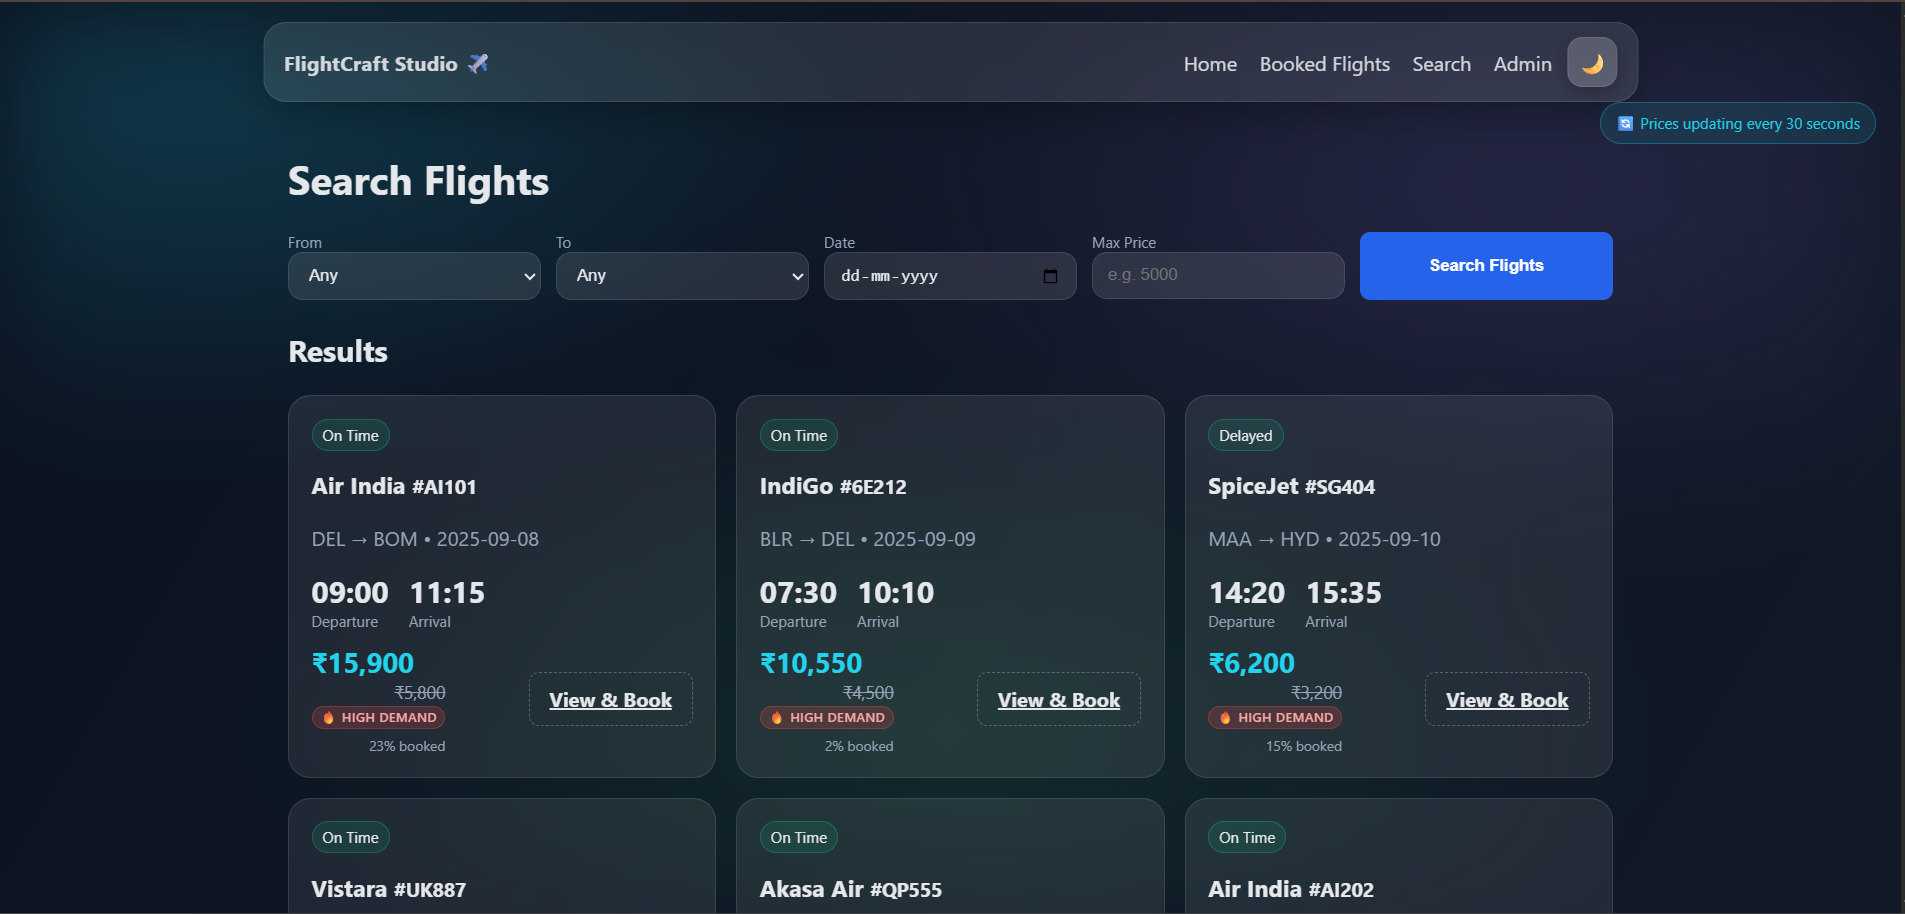 FlightCraft Studio ✈️
Home Booked Flights Search Admin 🌙
🔄 Prices updating every 30 seconds
Search Flights
From
Any
To
Any
Date
dd-mm-yyyy
Max Price
e.g. 5000
Search Flights
Results
On Time
Air India #AI101
DEL → BOM • 2025-09-08
09:00 11:15
Departure Arrival
₹15,900
₹5,800
🔥 HIGH DEMAND
23% booked
View & Book
On Time
IndiGo #6E212
BLR → DEL • 2025-09-09
07:30 10:10
Departure Arrival
₹10,550
₹4,500
🔥 HIGH DEMAND
2% booked
View & Book
Delayed
SpiceJet #SG404
MAA → HYD • 2025-09-10
14:20 15:35
Departure Arrival
₹6,200
₹3,200
🔥 HIGH DEMAND
15% booked
View & Book
On Time
Vistara #UK887
On Time
Akasa Air #QP555
On Time
Air India #AI202